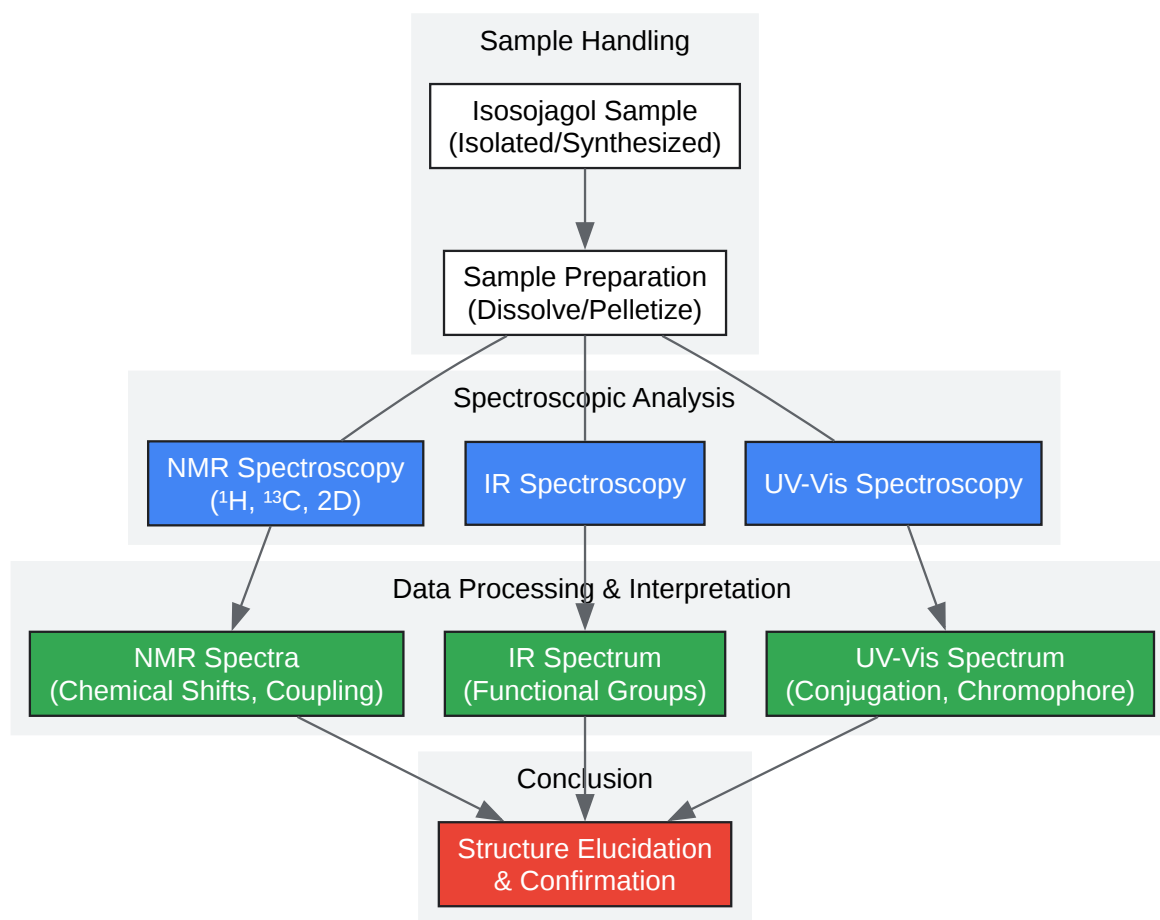 Sample Handling
Isosojagol Sample
(Isolated/Synthesized)
Sample Preparation
(Dissolve/Pelletize)
Spectroscopic Analysis
NMR Spectroscopy
(¹H, ¹³C, 2D)
IR Spectroscopy
UV-Vis Spectroscopy
Data Processing & Interpretation
NMR Spectra
(Chemical Shifts, Coupling)
IR Spectrum
(Functional Groups)
UV-Vis Spectrum
(Conjugation, Chromophore)
Conclusion
Structure Elucidation
& Confirmation